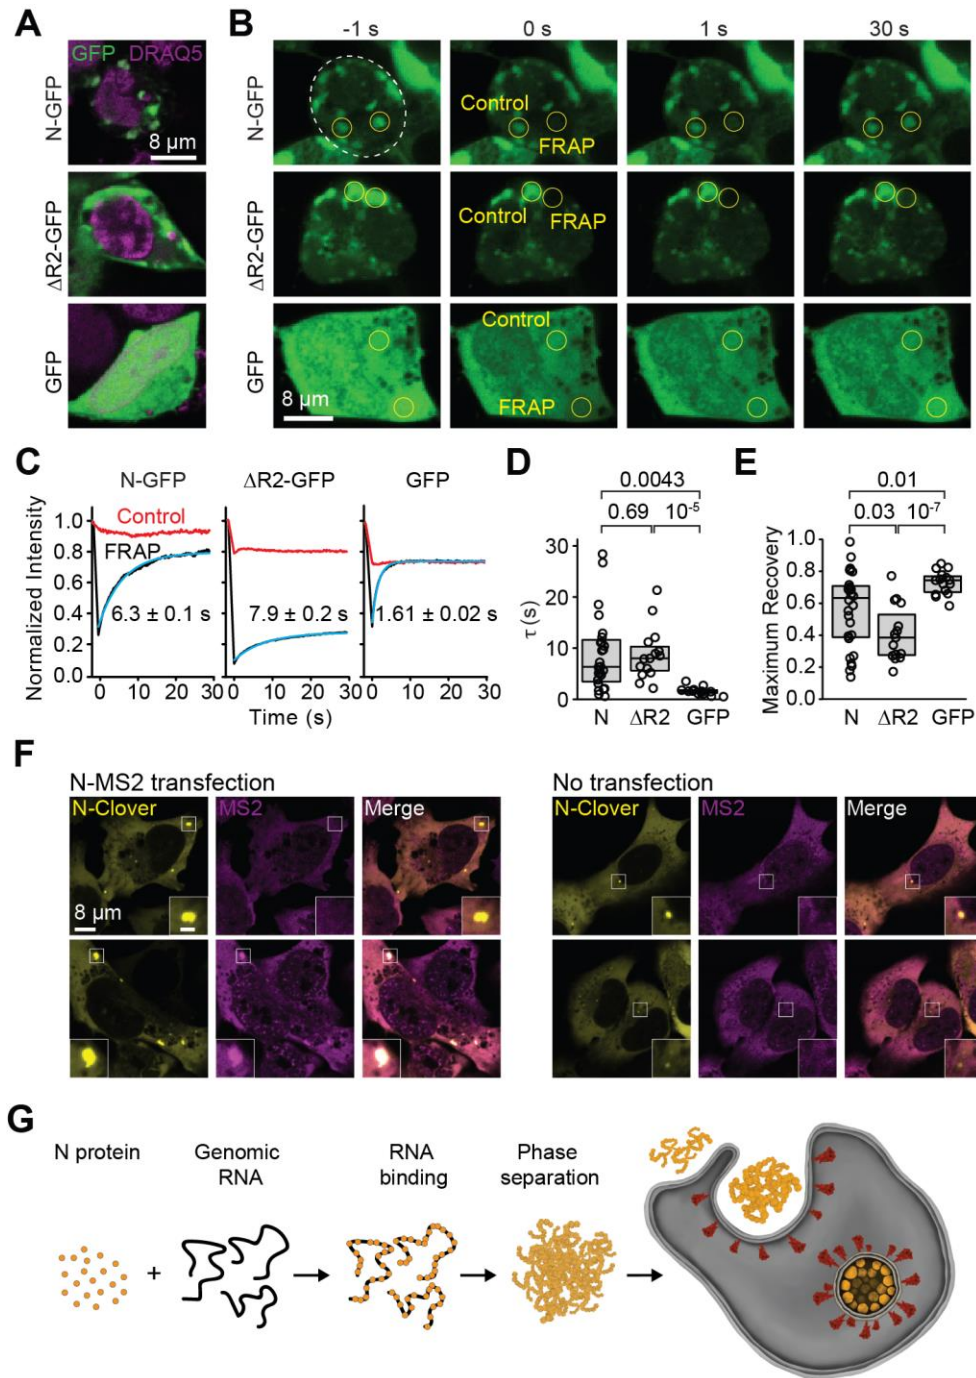 A
GFP DRAQ5
N-GFP
8 μm
ΔR2-GFP
GFP
B
-1 s 0 s 1 s 30 s
N-GFP
Control
FRAP
ΔR2-GFP
Control
FRAP
GFP
Control
8 μm
FRAP
C
N-GFP ΔR2-GFP GFP
Normalized Intensity
1.0
0.8
0.6
0.4
0.2
0.0
Control
FRAP
6.3 ± 0.1 s 7.9 ± 0.2 s 1.61 ± 0.02 s
0 10 20 30 0 10 20 30 0 10 20 30
Time (s)
D
0.0043
0.69 10-5
τ (s)
30
20
10
0
N ΔR2 GFP
E
0.01
0.03 10-7
Maximum Recovery
1.0
0.8
0.6
0.4
0.2
0.0
N ΔR2 GFP
F
N-MS2 transfection
N-Clover MS2 Merge
8 μm
No transfection
N-Clover MS2 Merge
G
N protein
Genomic
RNA
RNA
binding
Phase
separation
+